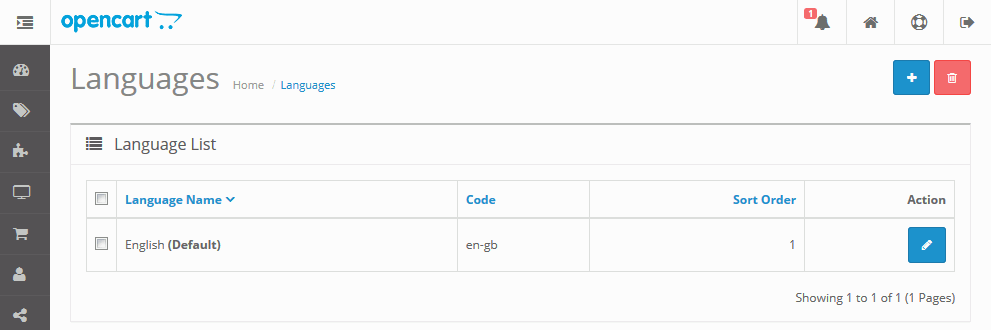 opencart
1
Languages
Home / Languages
Language List
Language Name Code Sort Order Action
English (Default) en-gb 1
Showing 1 to 1 of 1 (1 Pages)